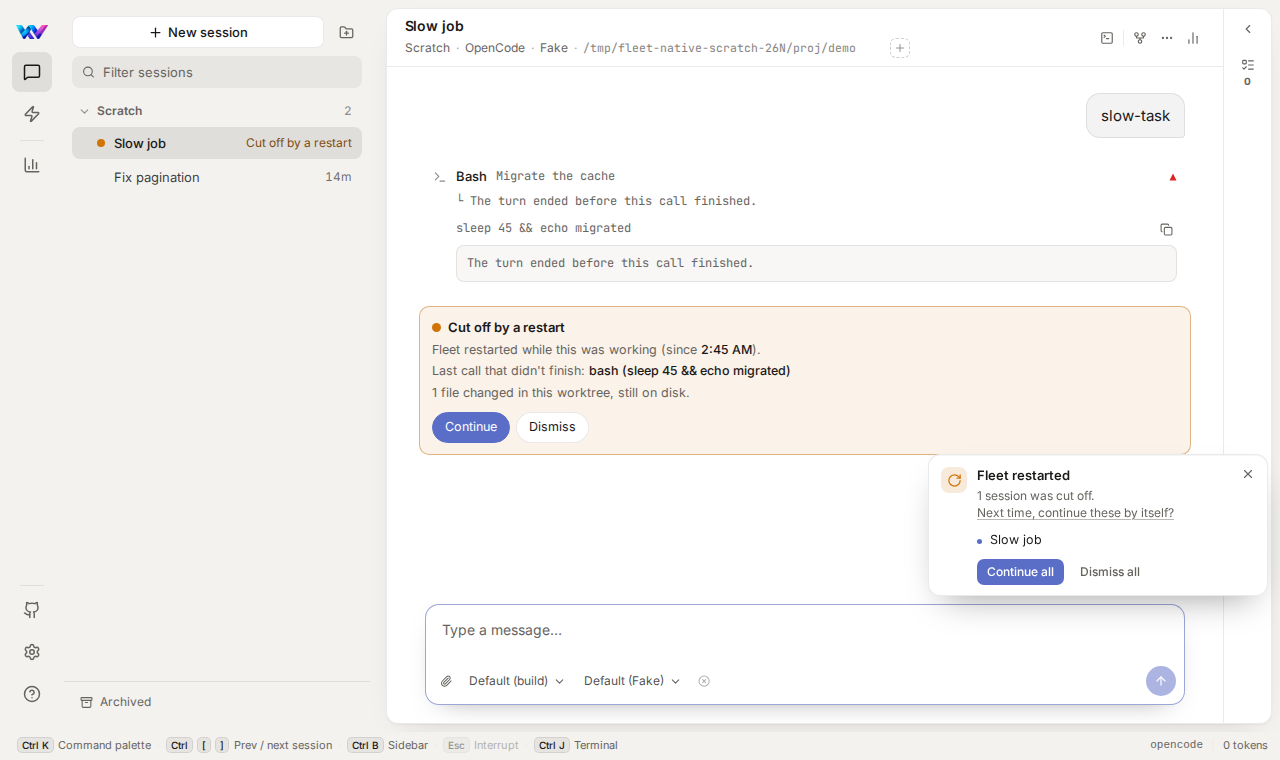 New session
Filter sessions
Scratch 2
Slow job Cut off by a restart
Fix pagination 14m
Archived
Slow job
Scratch · OpenCode · Fake · /tmp/fleet-native-scratch-26N/proj/demo
0
slow-task
Bash Migrate the cache
└ The turn ended before this call finished.
sleep 45 && echo migrated
The turn ended before this call finished.
Cut off by a restart
Fleet restarted while this was working (since 2:45 AM).
Last call that didn't finish: bash (sleep 45 && echo migrated)
1 file changed in this worktree, still on disk.
Continue Dismiss
Fleet restarted
1 session was cut off.
Next time, continue these by itself?
Slow job
Continue all Dismiss all
Type a message...
Default (build) Default (Fake)
Ctrl K Command palette Ctrl [ ] Prev / next session Ctrl B Sidebar Esc Interrupt Ctrl J Terminal opencode 0 tokens